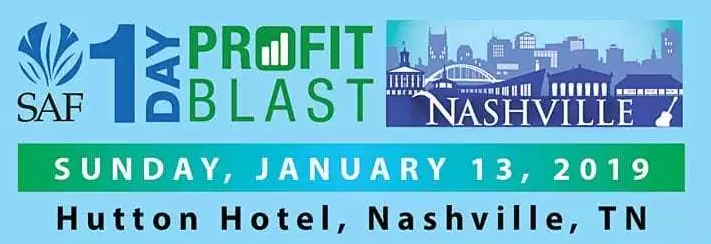 SAF
1 DAY PROFIT BLAST
NASHVILLE
SUNDAY, JANUARY 13, 2019
Hutton Hotel, Nashville, TN